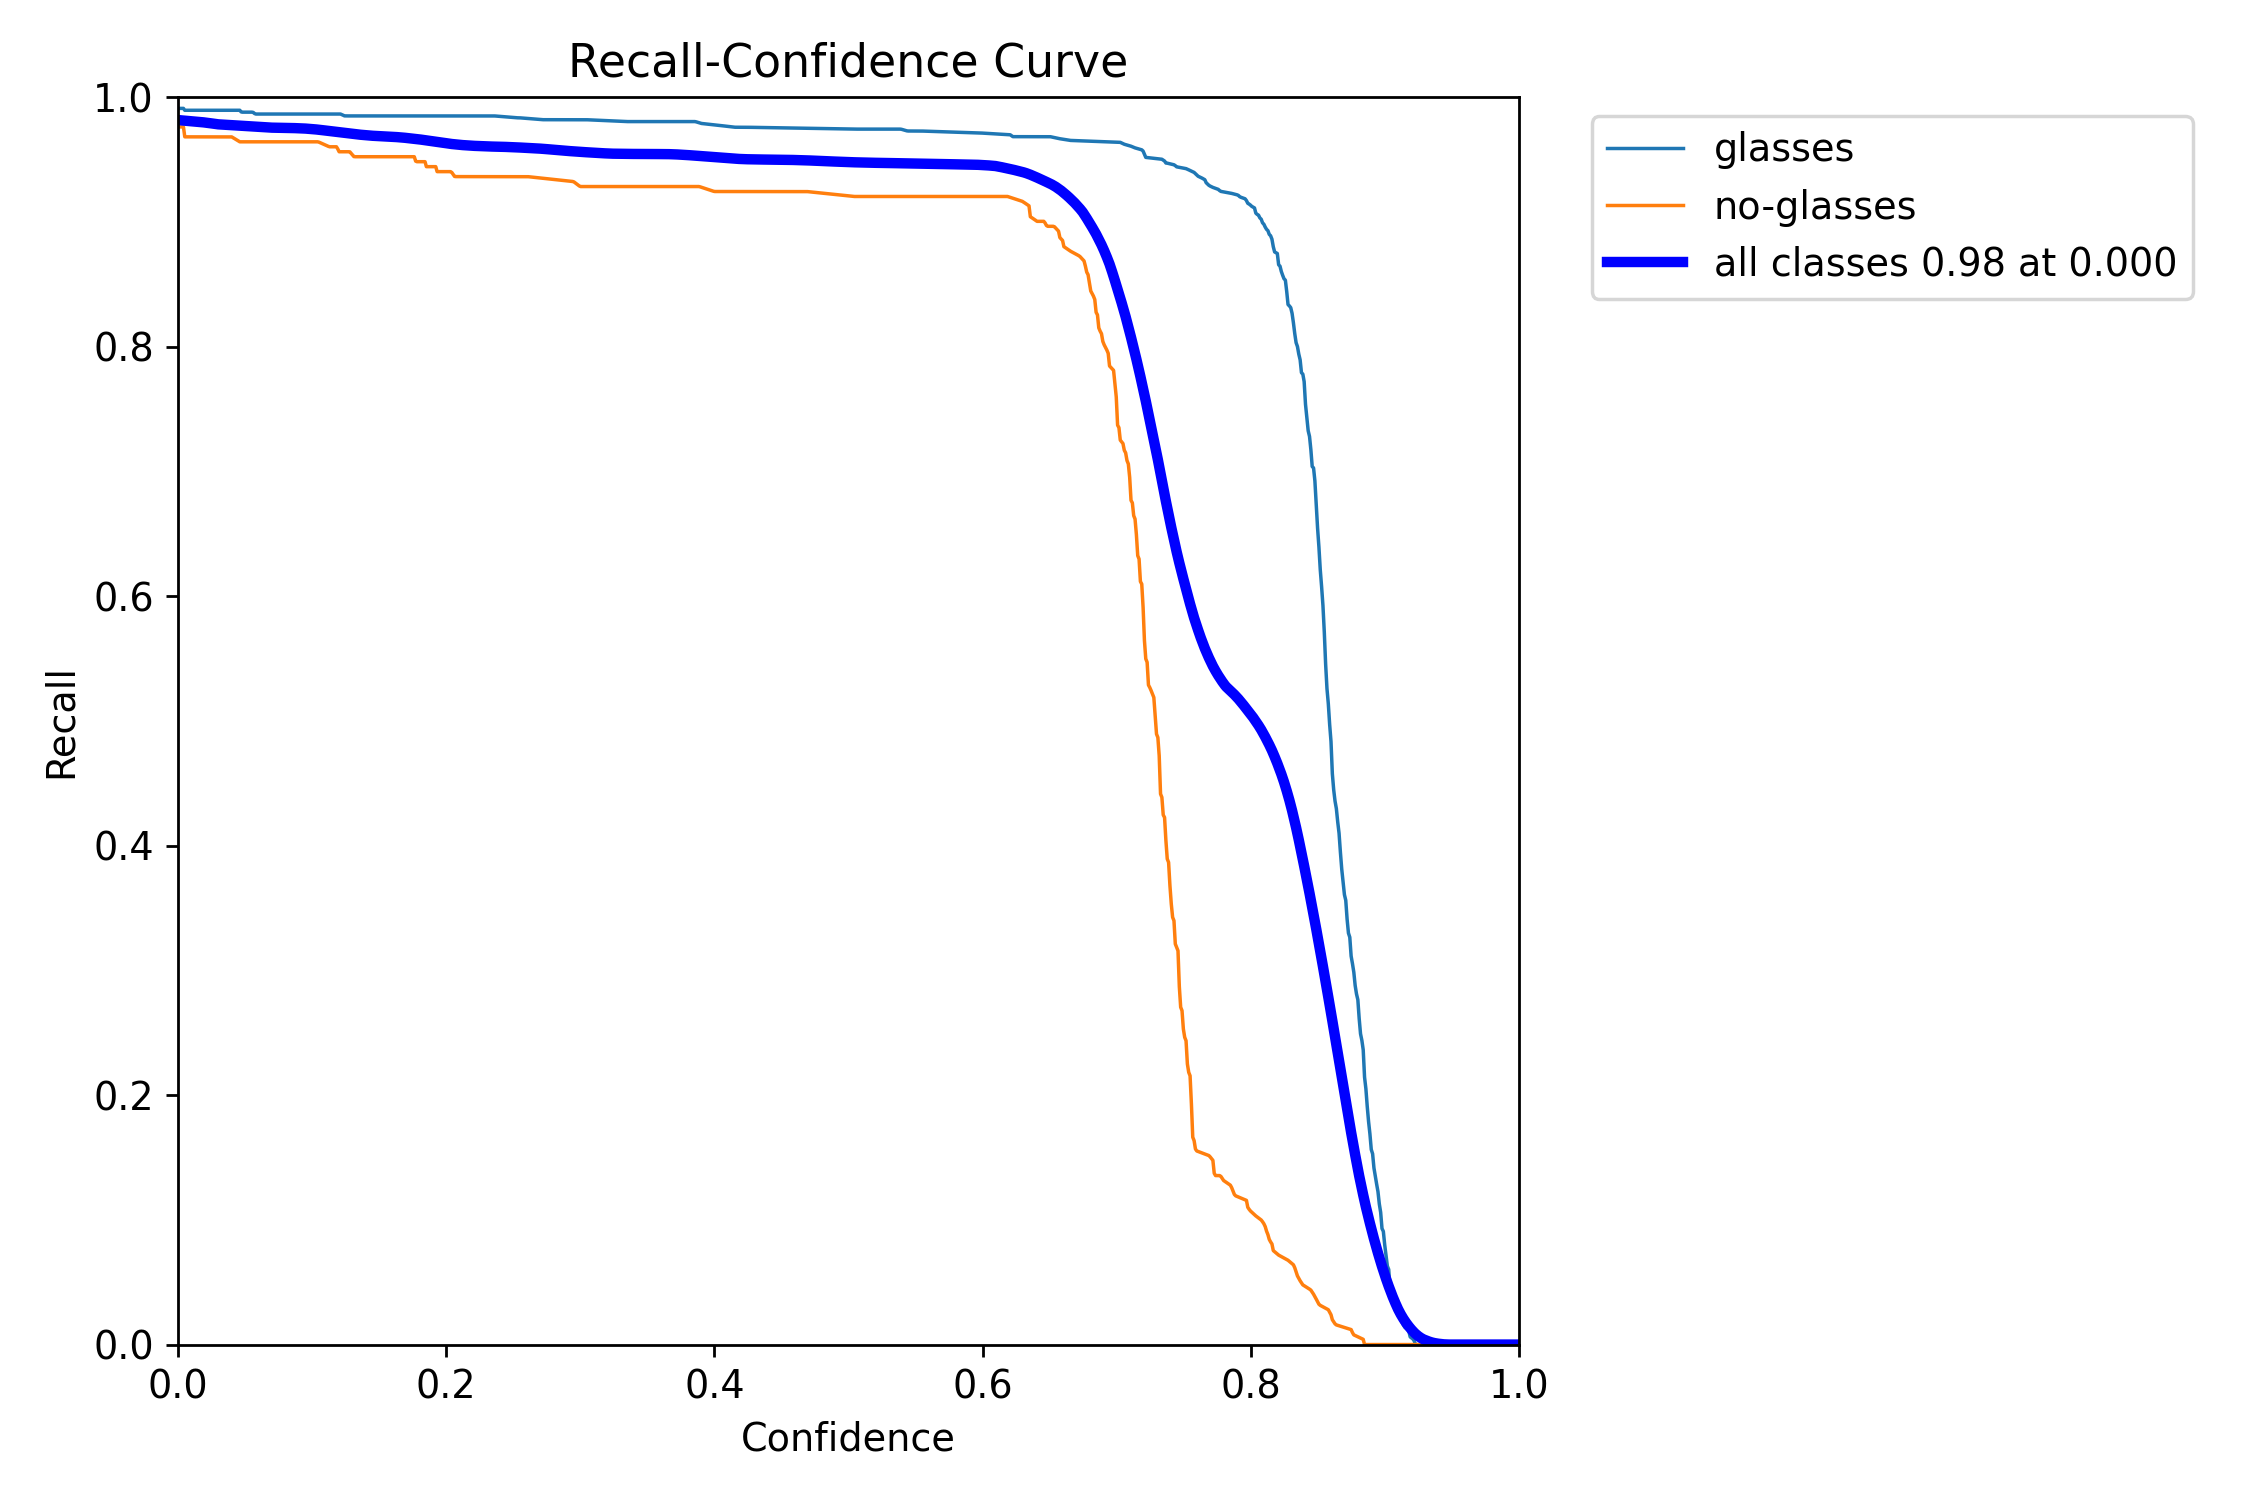 Recall-Confidence Curve
1.0
0.8
0.6
0.4
0.2
0.0
Recall
0.0 0.2 0.4 0.6 0.8 1.0
Confidence
glasses
no-glasses
all classes 0.98 at 0.000